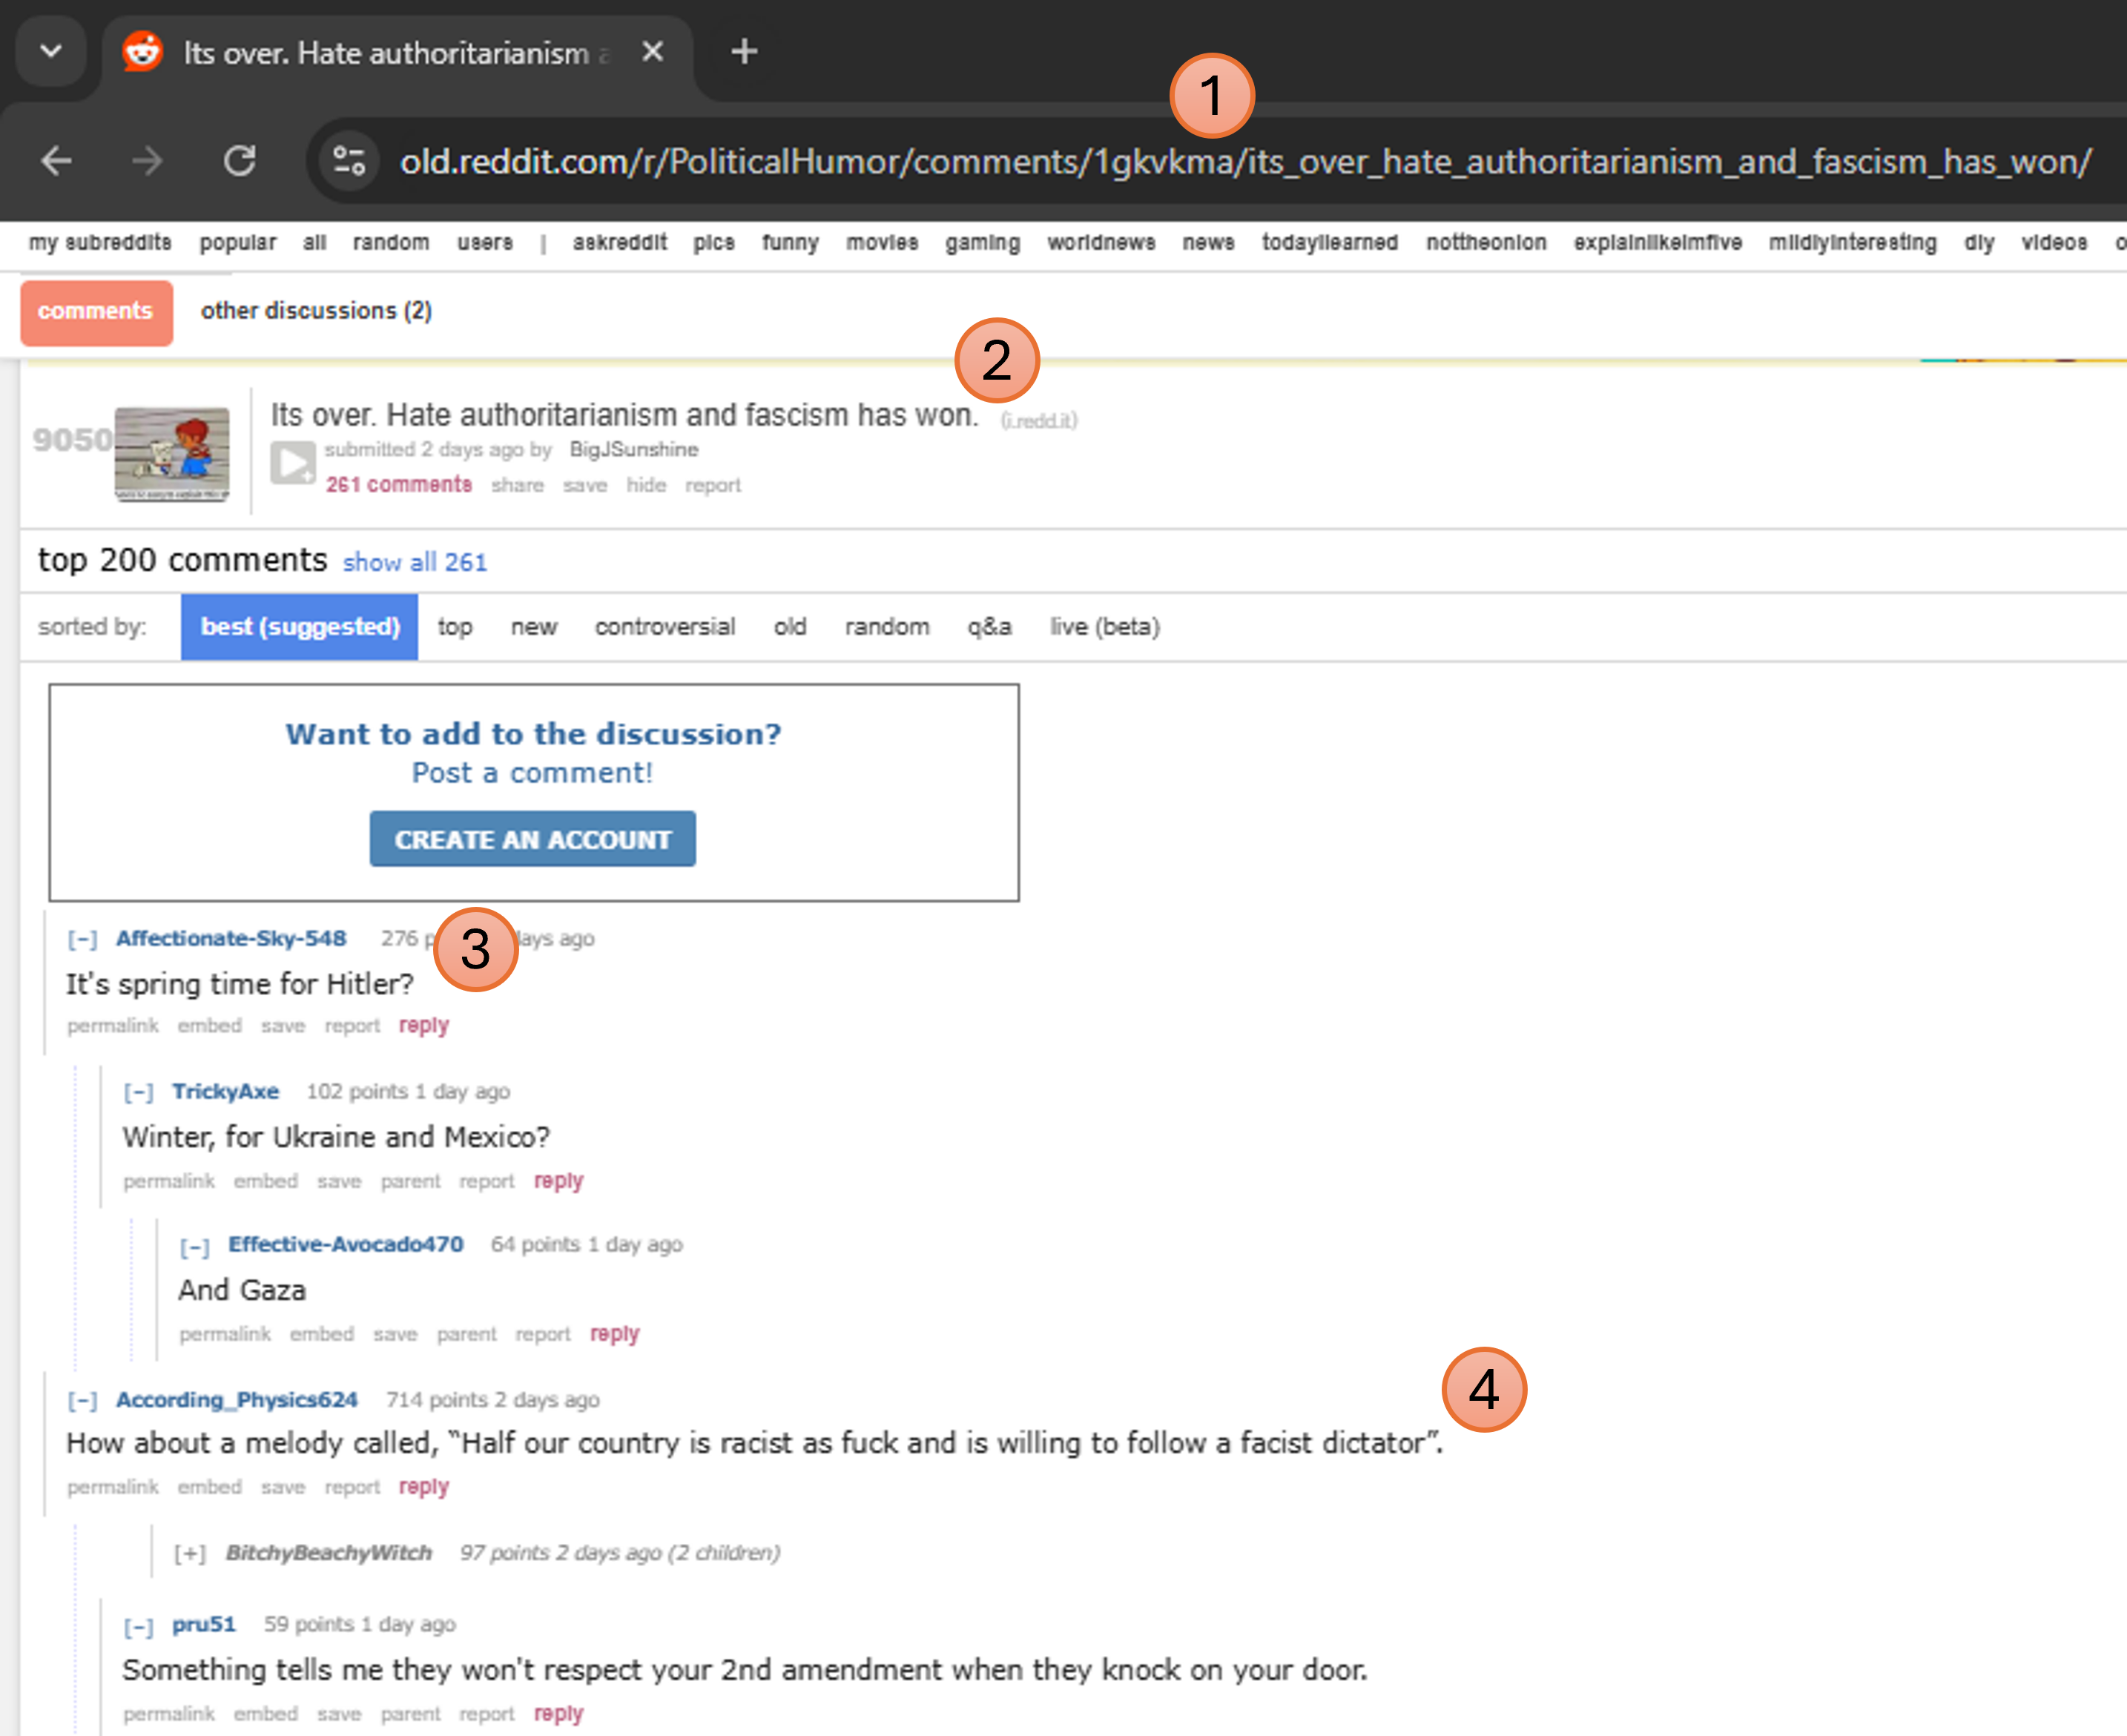 Its over. Hate authoritarianism
1
old.reddit.com/r/PoliticalHumor/comments/1gkvkma/its_over_hate_authoritarianism_and_fascism_has_won/
my subreddits popular all random users | askreddit pics funny movies gaming worldnews news todayilearned nottheonion explainlikeimfive mildlyinteresting diy videos
comments other discussions (2)
2
9050 Its over. Hate authoritarianism and fascism has won. (i.redd.it)
submitted 2 days ago by BigJSunshine
261 comments share save hide report
top 200 comments show all 261
sorted by: best (suggested) top new controversial old random q&a live (beta)
Want to add to the discussion?
Post a comment!
CREATE AN ACCOUNT
[–] Affectionate-Sky-548 276 ago
3
It's spring time for Hitler?
permalink embed save report reply
[–] TrickyAxe 102 points 1 day ago
Winter, for Ukraine and Mexico?
permalink embed save parent report reply
[–] Effective-Avocado470 64 points 1 day ago
And Gaza
permalink embed save parent report reply
4
[–] According_Physics624 714 points 2 days ago
How about a melody called, “Half our country is racist as fuck and is willing to follow a facist dictator”.
permalink embed save report reply
[+] BitchyBeachyWitch 97 points 2 days ago (2 children)
[–] pru51 59 points 1 day ago
Something tells me they won't respect your 2nd amendment when they knock on your door.
permalink embed save parent report reply